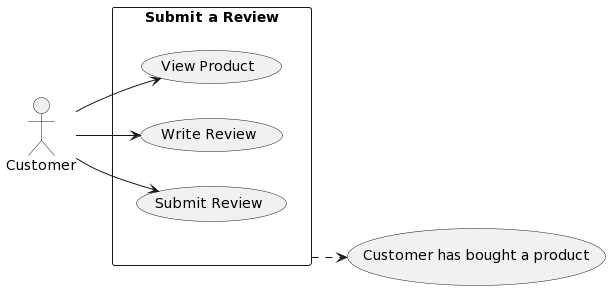 Submit a Review
View Product
Write Review
Customer
Submit Review
Customer has bought a product